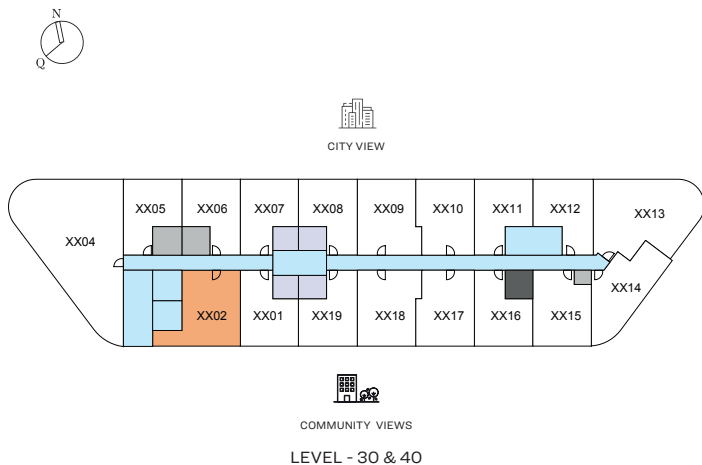 N
Q
CITY VIEW
XX05 XX06 XX07 XX08 XX09 XX10 XX11 XX12
XX13
XX04
XX14
XX02 XX01 XX19 XX18 XX17 XX16 XX15
COMMUNITY VIEWS
LEVEL - 30 & 40